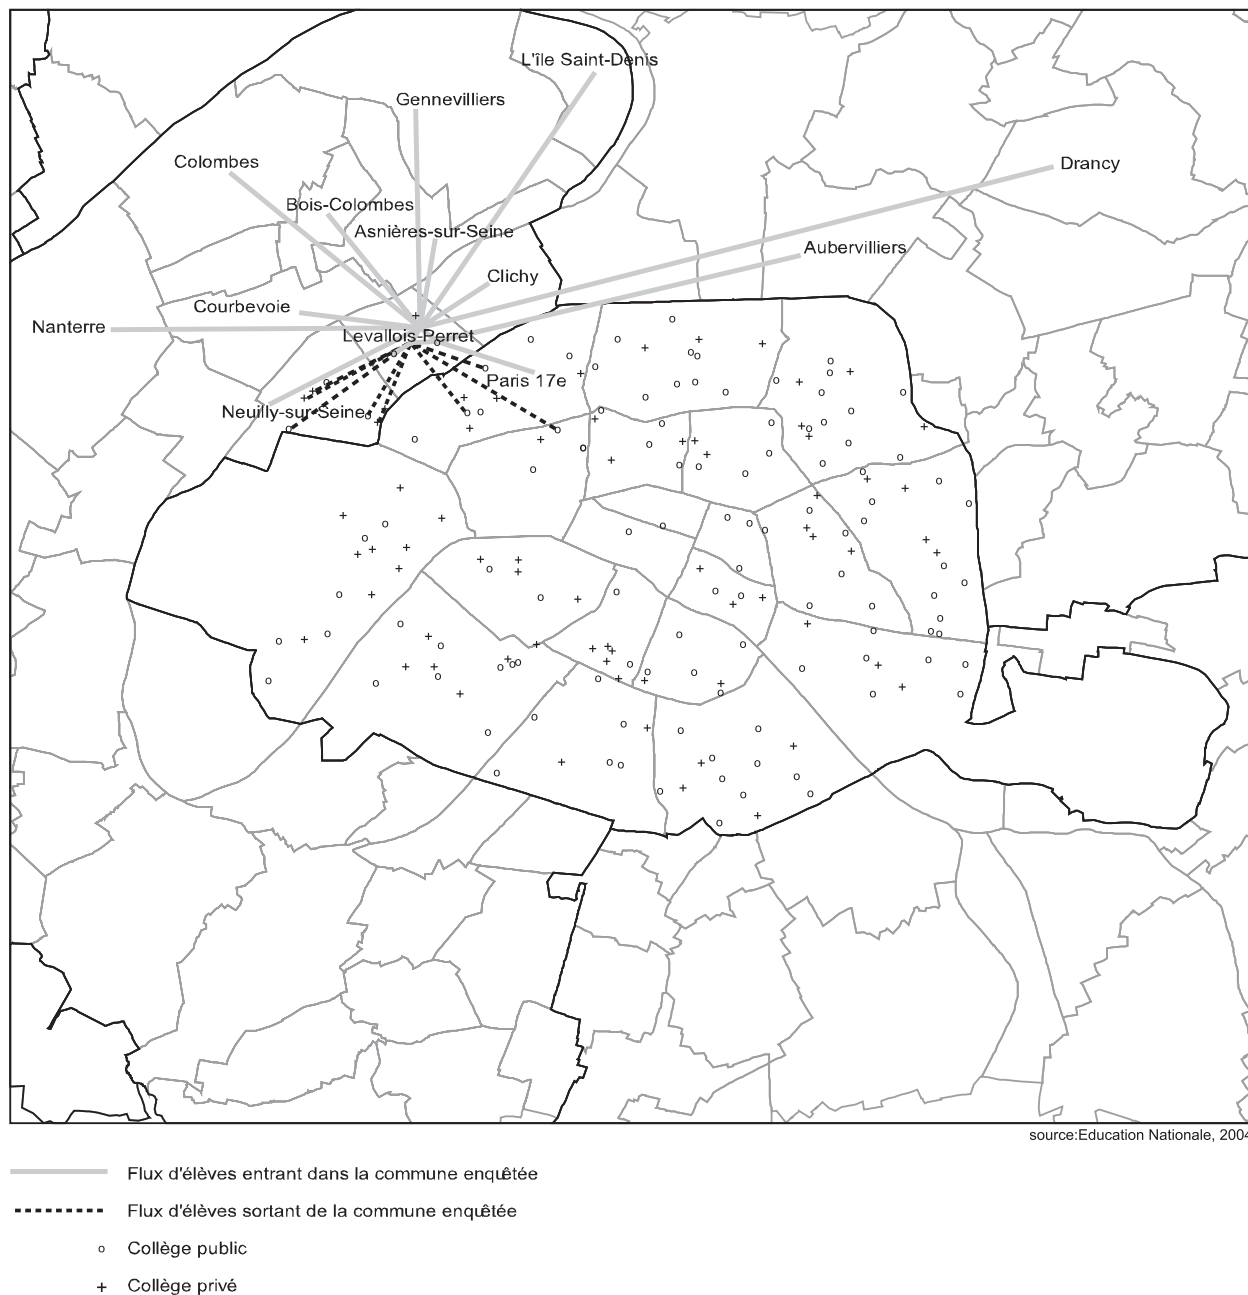 L'île Saint-Denis
Gennevilliers
Colombes
Drancy
Bois-Colombes
Asnières-sur-Seine
Aubervilliers
Clichy
Courbevoie
Nanterre
Levallois-Perret
Paris 17e
Neuilly-sur-Seine
source:Education Nationale, 2004
Flux d'élèves entrant dans la commune enquêtée
Flux d'élèves sortant de la commune enquêtée
o Collège public
+ Collège privé